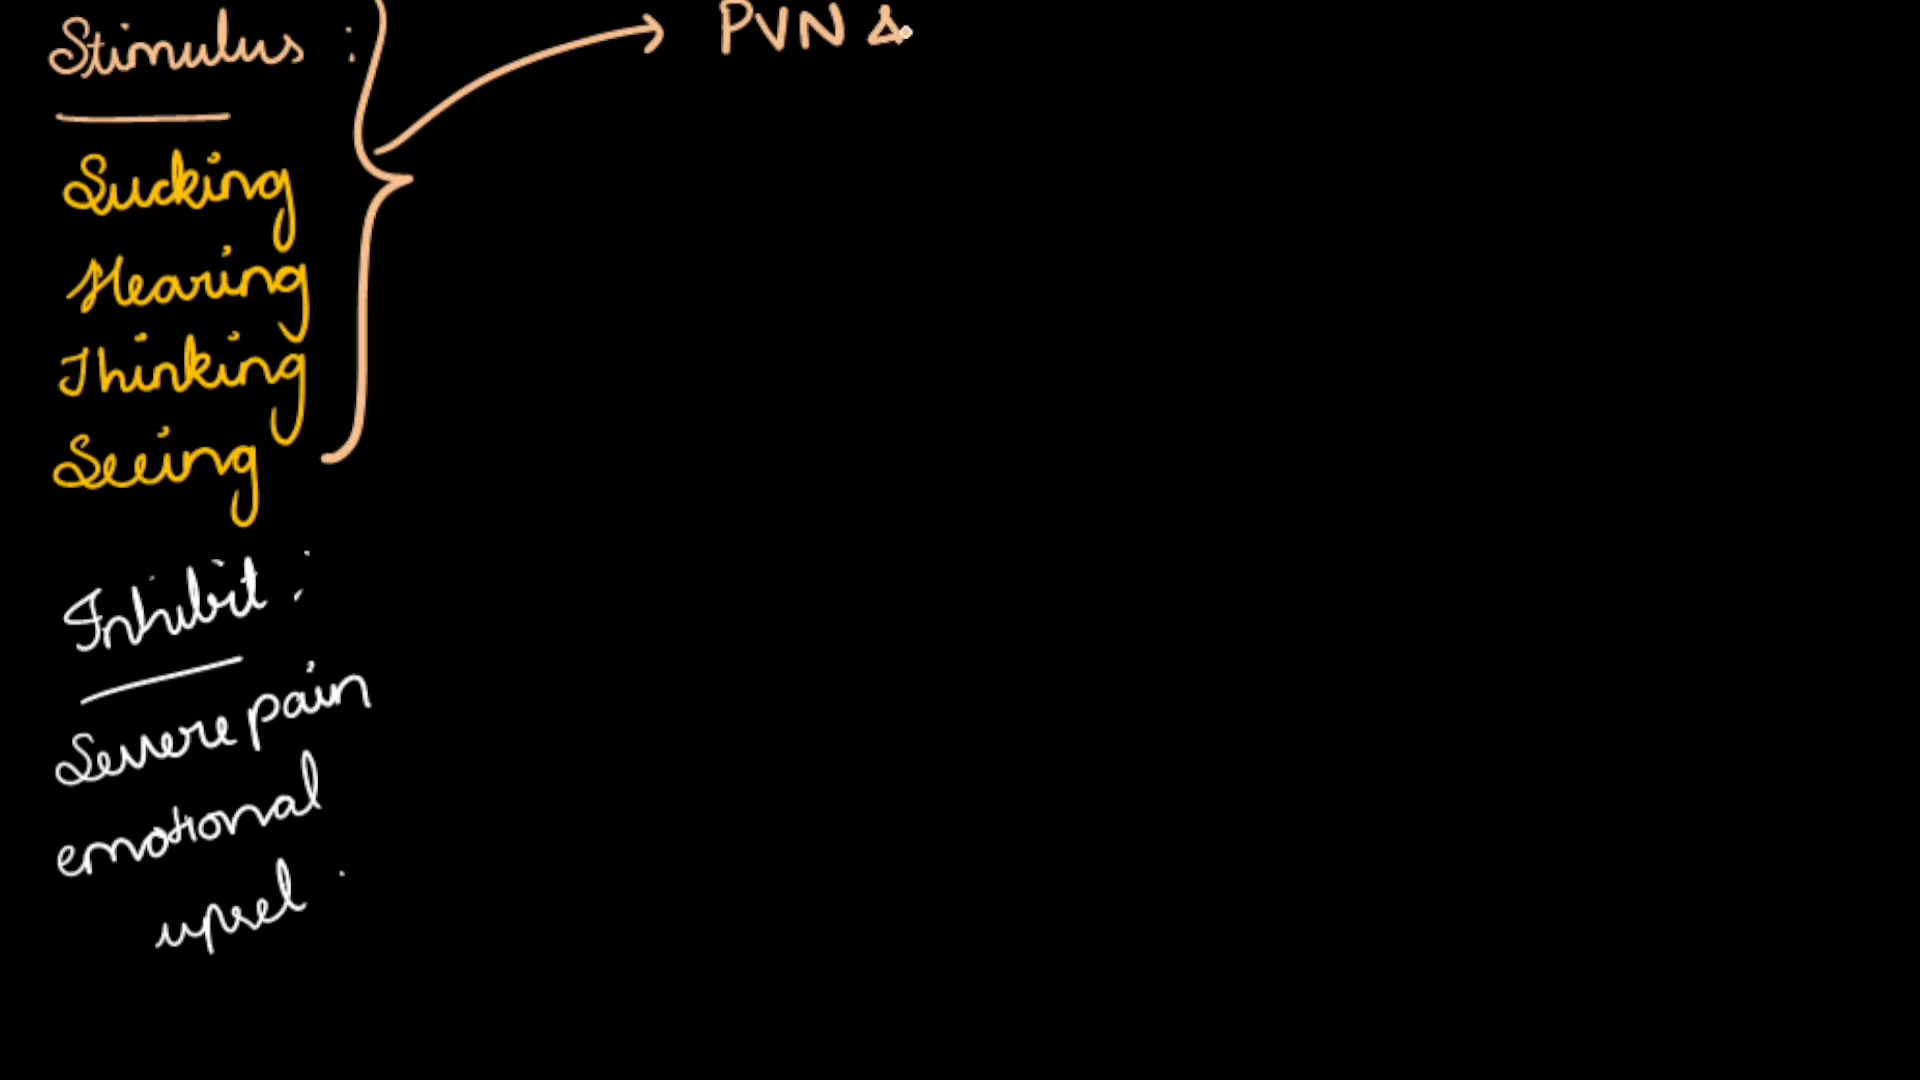 Stimulus :
PVN &
Sucking
Hearing
Thinking
Seeing
Inhibit :
Severe pain
emotional
upset